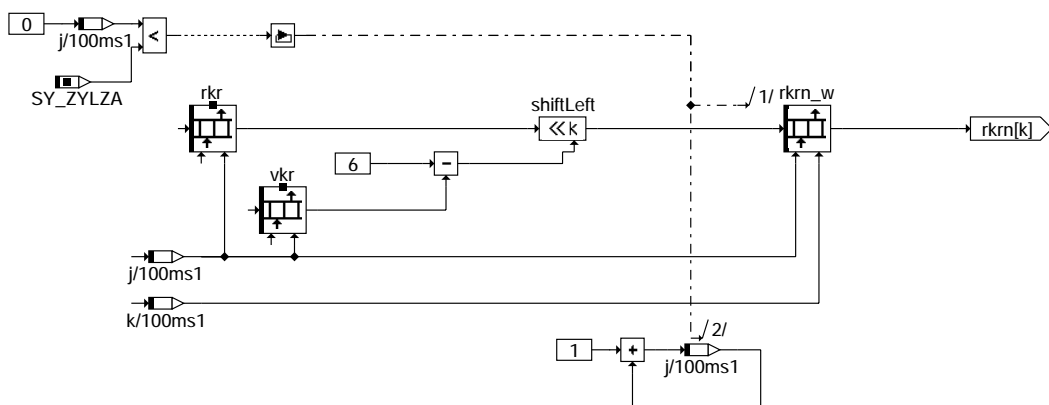 0
j/100ms1
<
SY_ZYLZA
rkr
shiftLeft
/ 1/
rkrn_w
<<k
rkrn[k]
6
-
vkr
j/100ms1
k/100ms1
/ 2/
1
+
j/100ms1